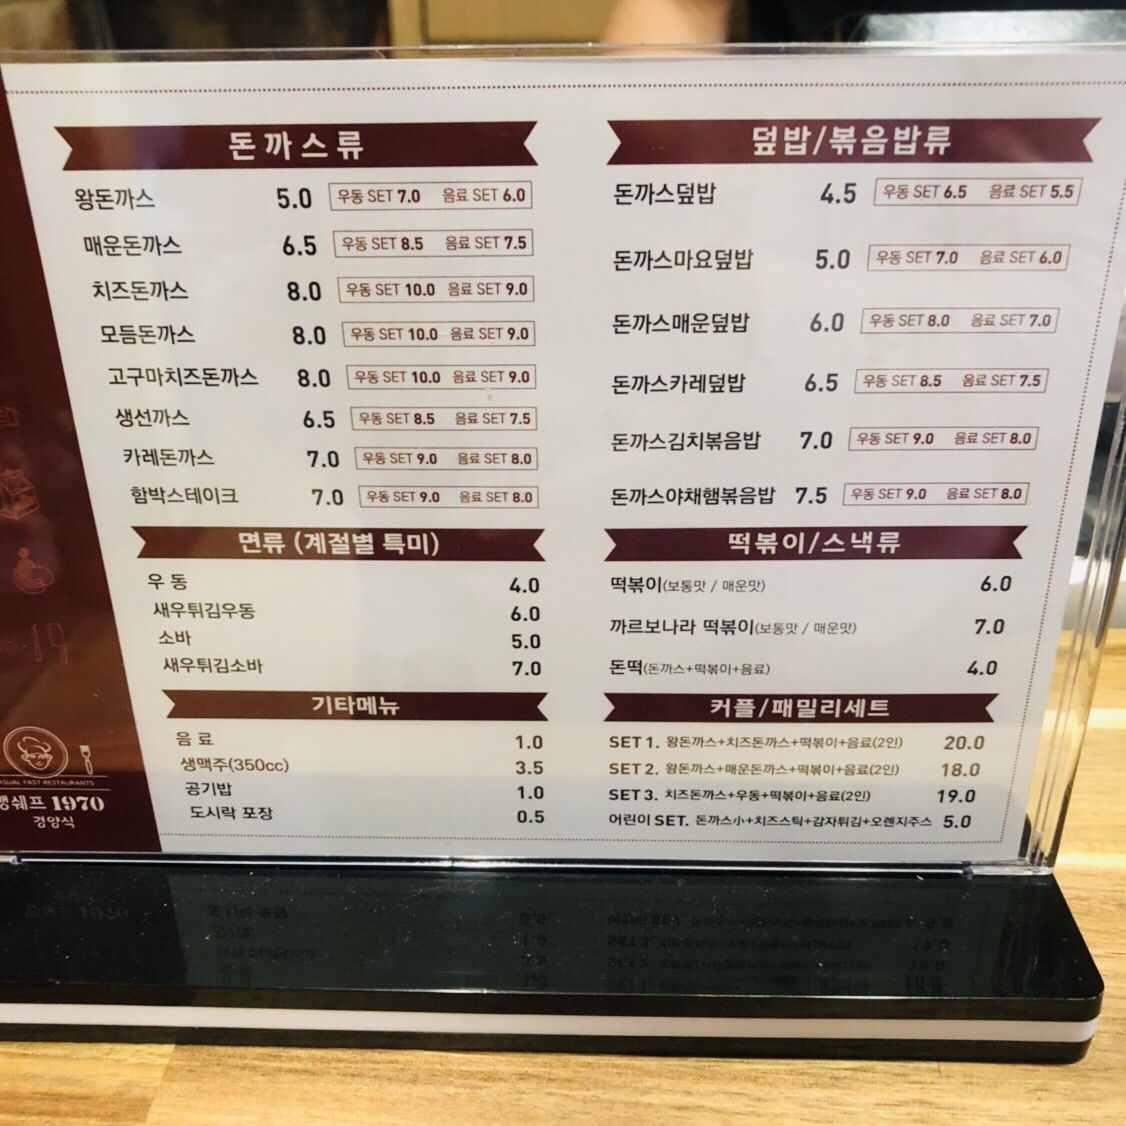 돈까스류
왕돈까스 5.0 우동 SET 7.0 음료 SET 6.0
매운돈까스 6.5 우동 SET 8.5 음료 SET 7.5
치즈돈까스 8.0 우동 SET 10.0 음료 SET 9.0
모듬돈까스 8.0 우동 SET 10.0 음료 SET 9.0
고구마치즈돈까스 8.0 우동 SET 10.0 음료 SET 9.0
생선까스 6.5 우동 SET 8.5 음료 SET 7.5
카레돈까스 7.0 우동 SET 9.0 음료 SET 8.0
함박스테이크 7.0 우동 SET 9.0 음료 SET 8.0
면류 (계절별 특미)
우동 4.0
새우튀김우동 6.0
소바 5.0
새우튀김소바 7.0
기타메뉴
음료 1.0
생맥주(350cc) 3.5
공기밥 1.0
도시락 포장 0.5
덮밥/볶음밥류
돈까스덮밥 4.5 우동 SET 6.5 음료 SET 5.5
돈까스마요덮밥 5.0 우동 SET 7.0 음료 SET 6.0
돈까스매운덮밥 6.0 우동 SET 8.0 음료 SET 7.0
돈까스카레덮밥 6.5 우동 SET 8.5 음료 SET 7.5
돈까스김치볶음밥 7.0 우동 SET 9.0 음료 SET 8.0
돈까스야채햄볶음밥 7.5 우동 SET 9.0 음료 SET 8.0
떡볶이/스낵류
떡볶이(보통맛 / 매운맛) 6.0
까르보나라 떡볶이(보통맛 / 매운맛) 7.0
돈떡(돈까스+떡볶이+음료) 4.0
커플/패밀리세트
SET 1. 왕돈까스+치즈돈까스+떡볶이+음료(2인) 20.0
SET 2. 왕돈까스+매운돈까스+떡볶이+음료(2인) 18.0
SET 3. 치즈돈까스+우동+떡볶이+음료(2인) 19.0
어린이 SET. 돈까스小+치즈스틱+감자튀김+오렌지주스 5.0
FAST RESTAURANTS
1970
경양식